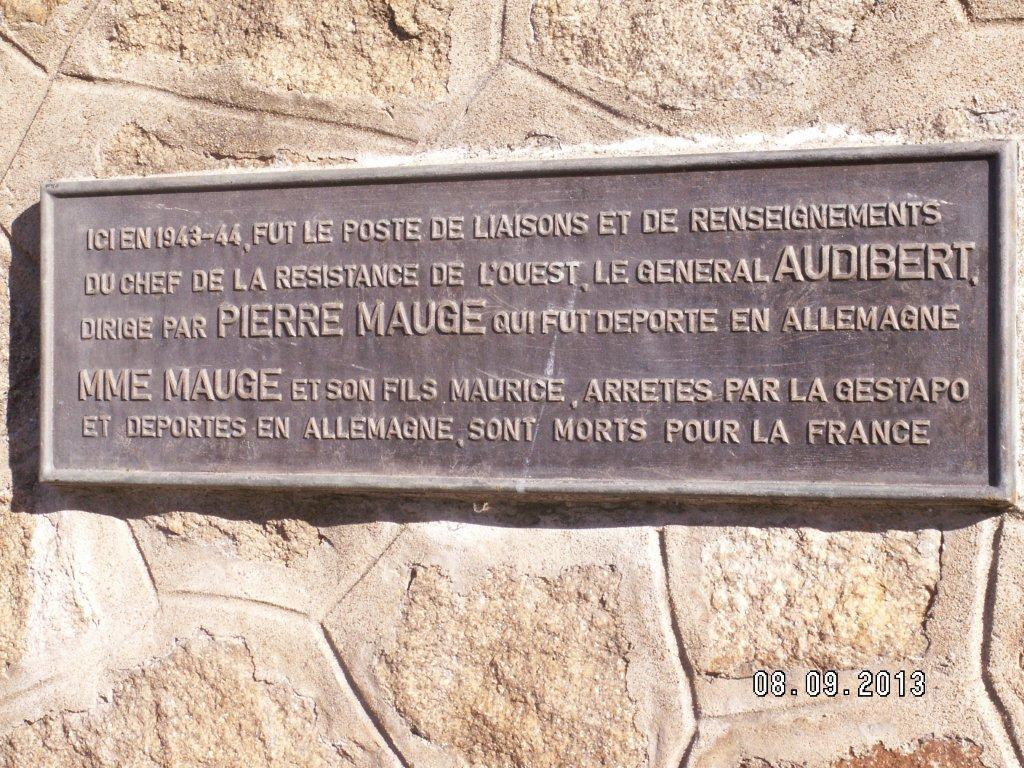 ICI EN 1943-44, FUT LE POSTE DE LIAISONS ET DE RENSEIGNEMENTS
DU CHEF DE LA RESISTANCE DE L'OUEST, LE GENERAL AUDIBERT,
DIRIGE PAR PIERRE MAUGE QUI FUT DEPORTE EN ALLEMAGNE
MME MAUGE ET SON FILS MAURICE, ARRETES PAR LA GESTAPO
ET DEPORTES EN ALLEMAGNE, SONT MORTS POUR LA FRANCE
08.09.2013